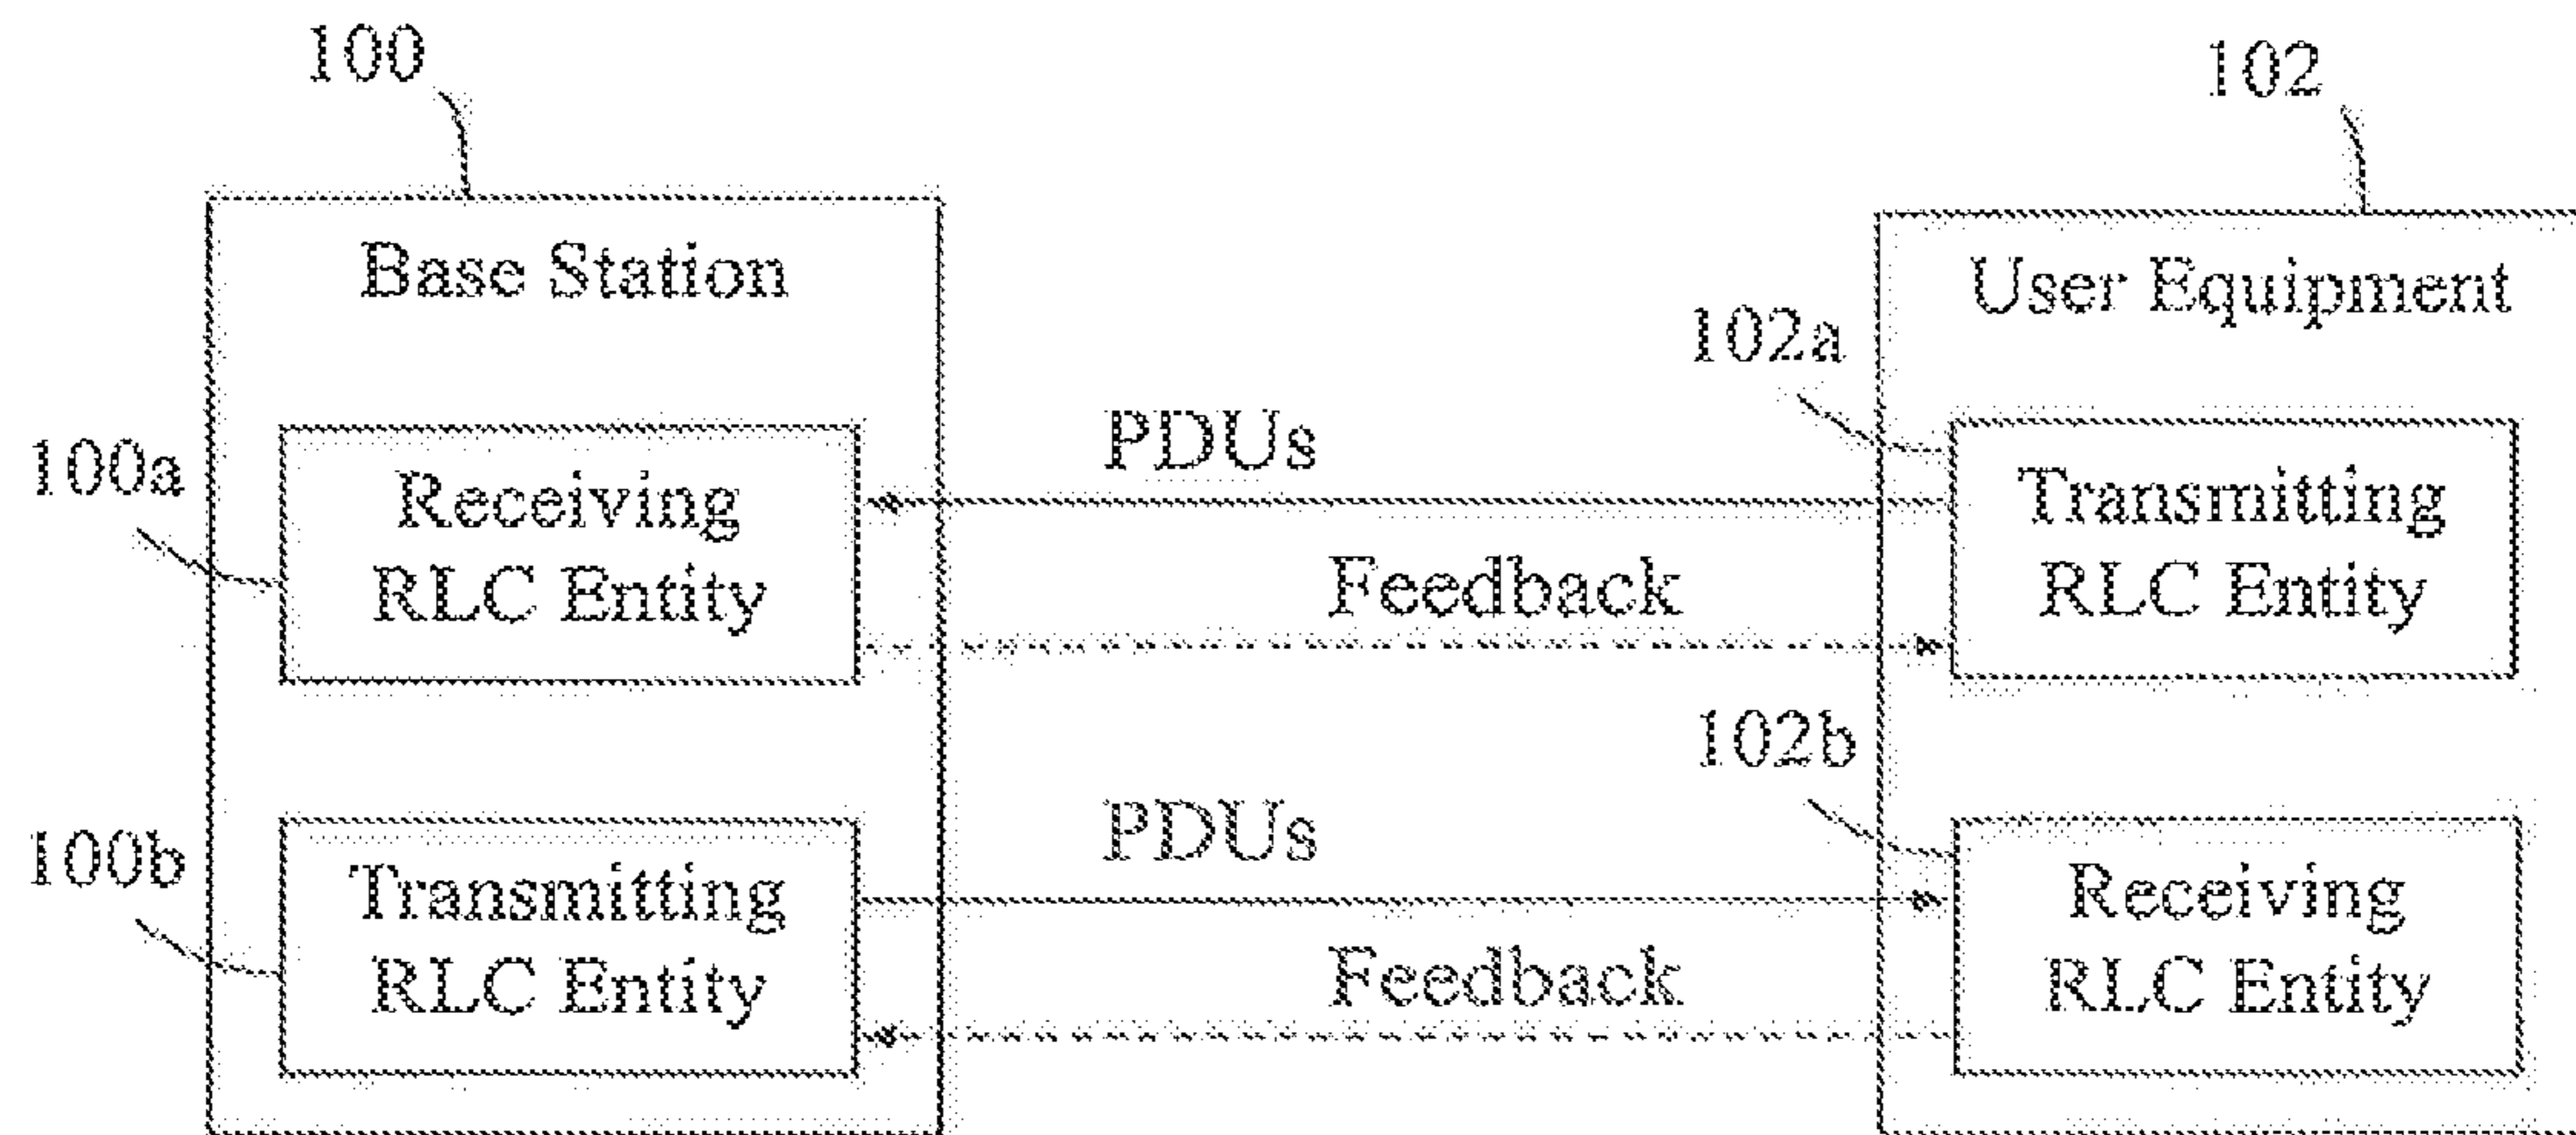 100
102
Base Station
User Equipment
102a
PDUs
100a
Receiving
RLC Entity
Transmitting
RLC Entity
Feedback
102b
PDUs
100b
Transmitting
RLC Entity
Receiving
RLC Entity
Feedback